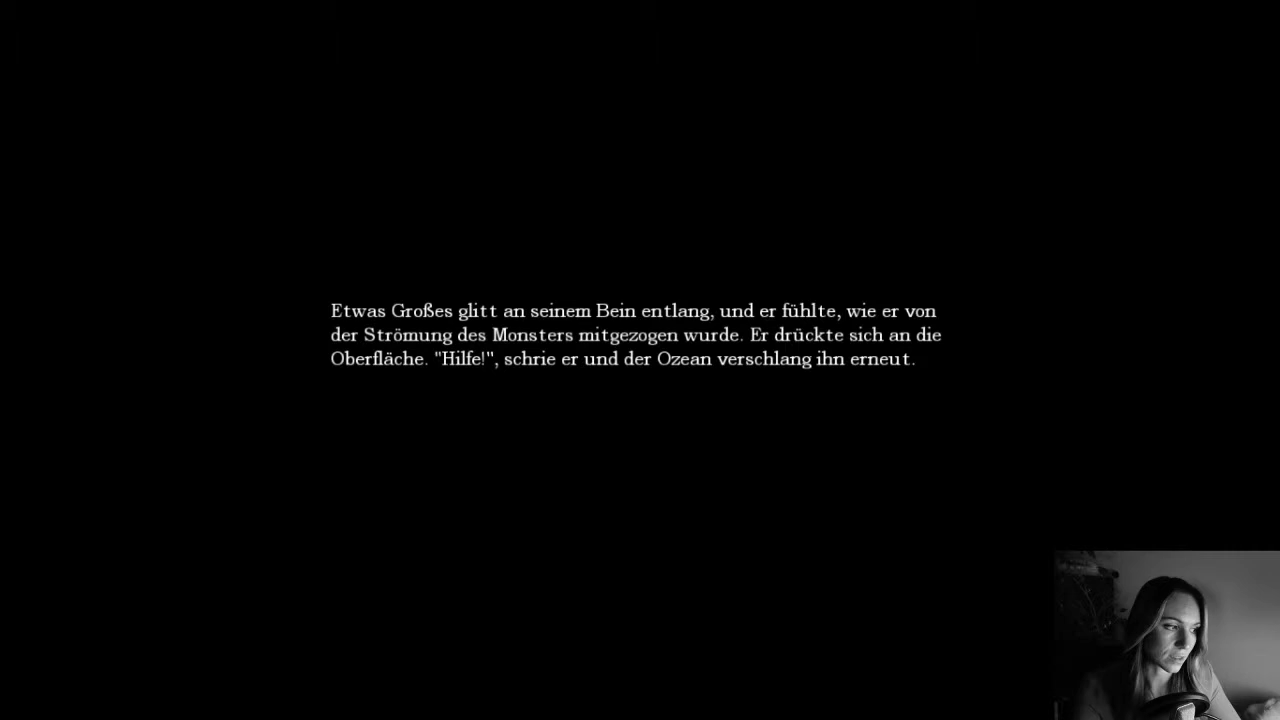 Etwas Großes glitt an seinem Bein entlang, und er fühlte, wie er von
der Strömung des Monsters mitgezogen wurde. Er drückte sich an die
Oberfläche. "Hilfe!", schrie er und der Ozean verschlang ihn erneut.